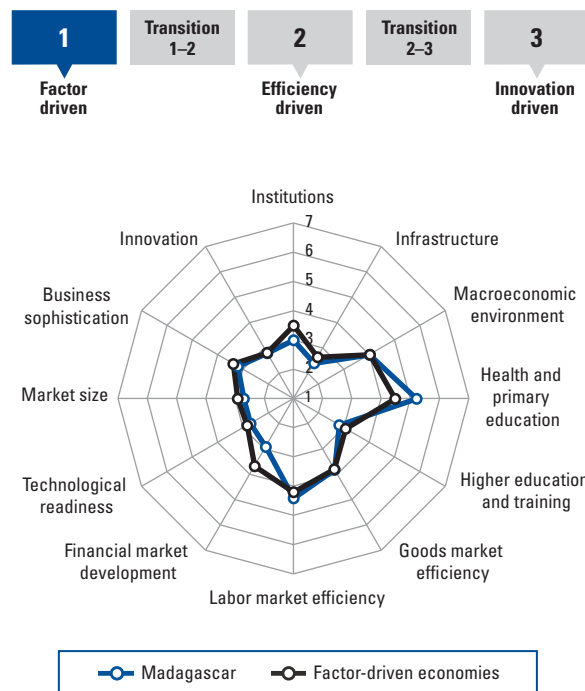 1
Transition
1–2
2
Transition
2–3
3
Factor
driven
Efficiency
driven
Innovation
driven
Institutions
7
6
5
4
3
2
1
Infrastructure
Macroeconomic
environment
Health and
primary
education
Higher education
and training
Goods market
efficiency
Labor market efficiency
Financial market
development
Technological
readiness
Market size
Business
sophistication
Innovation
Madagascar
Factor-driven economies